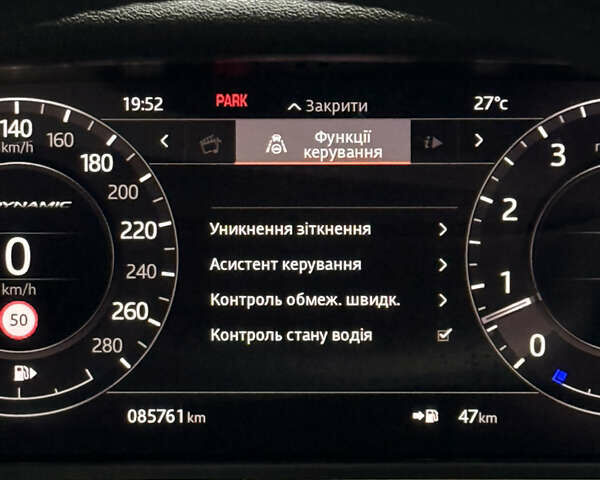 19:52 PARK Закрити 27°c
Функції
керування
140
km/h
160
180
200
220
240
260
280
DYNAMIC
0
km/h
50
Уникнення зіткнення
Асистент керування
Контроль обмеж. швидк.
Контроль стану водія
3
2
1
0
085761 km
47 km